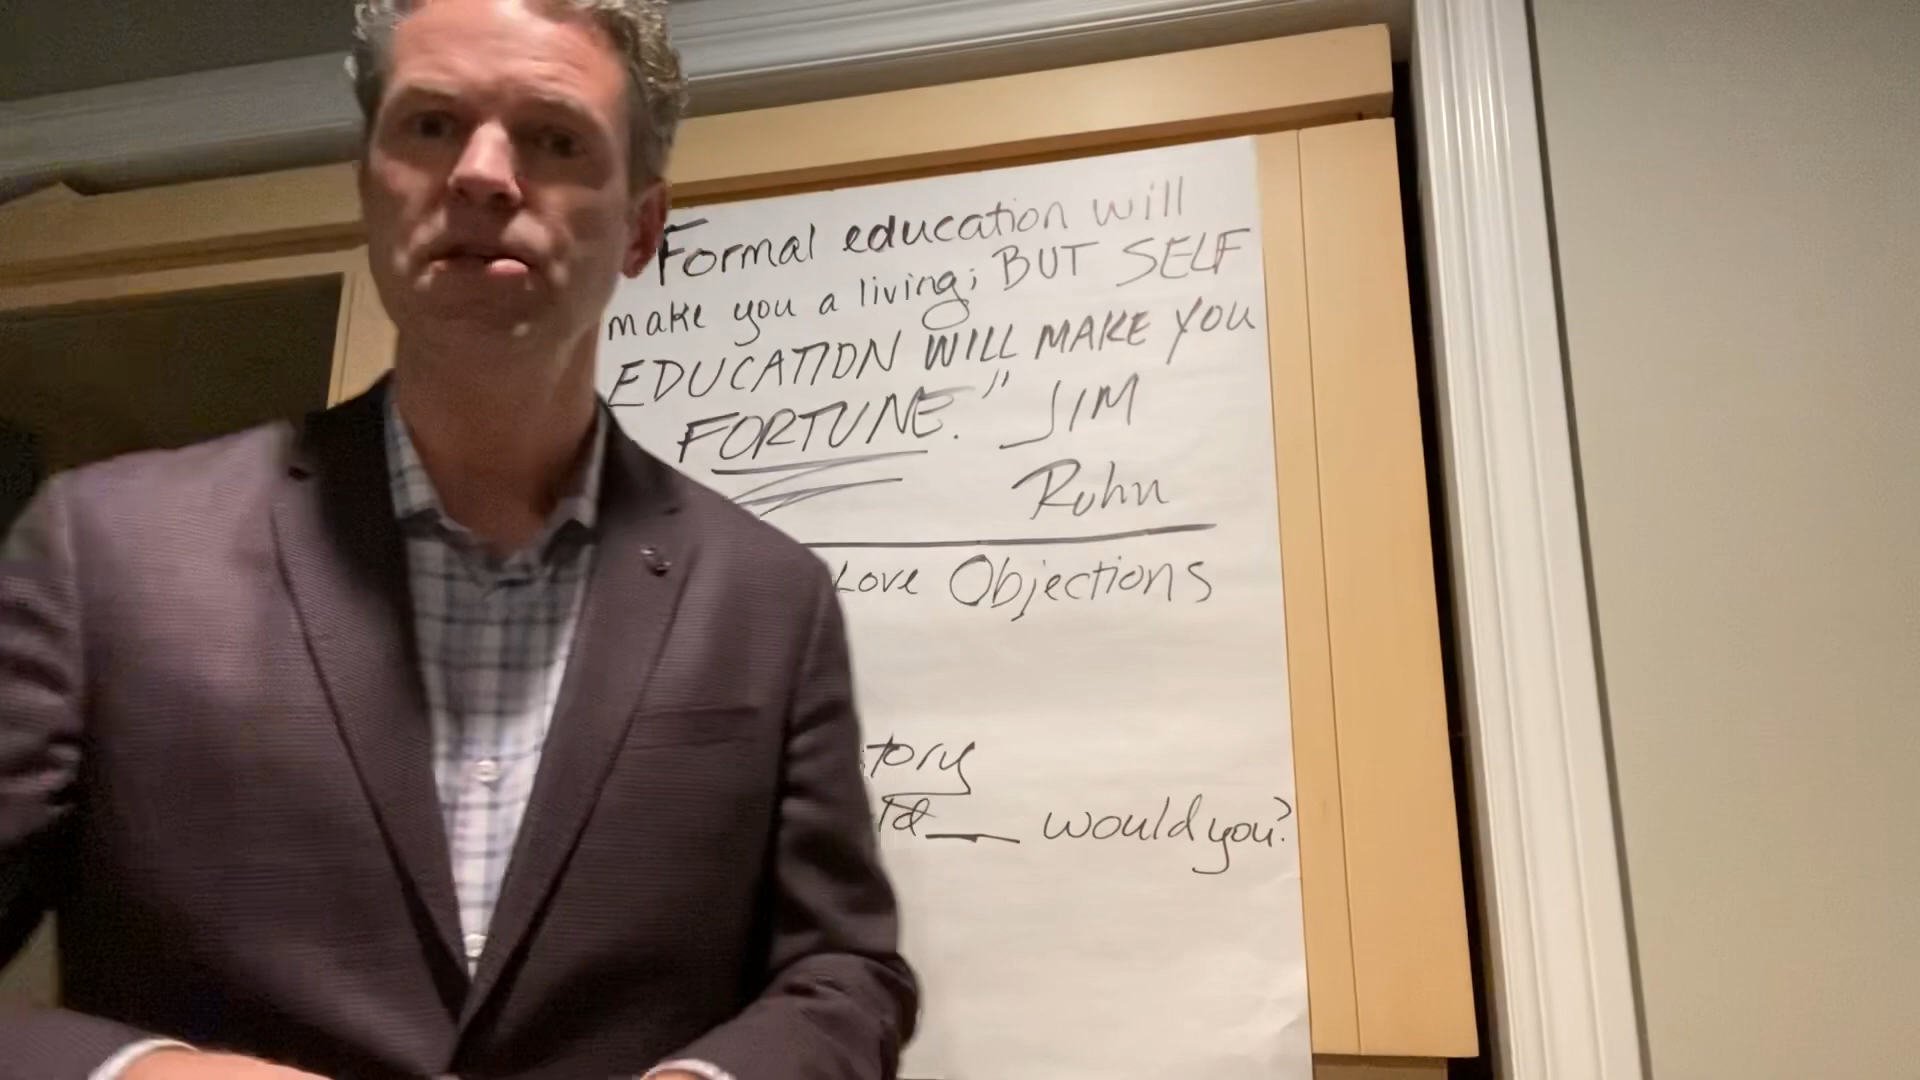 Formal education will
make you a living; BUT SELF
EDUCATION WILL MAKE YOU
FORTUNE." JIM
Rohn
Love Objections
tory
would you?